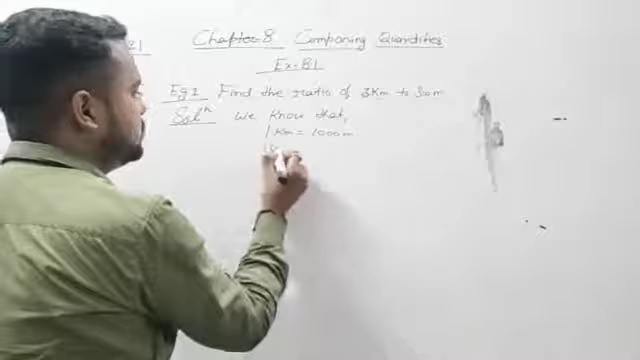 Chapter-8 Comparing Quantities
Ex-8.1
Eg 1 Find the ratio of 3Km to 300m
Solⁿ We Know that,
1 Km = 1000m